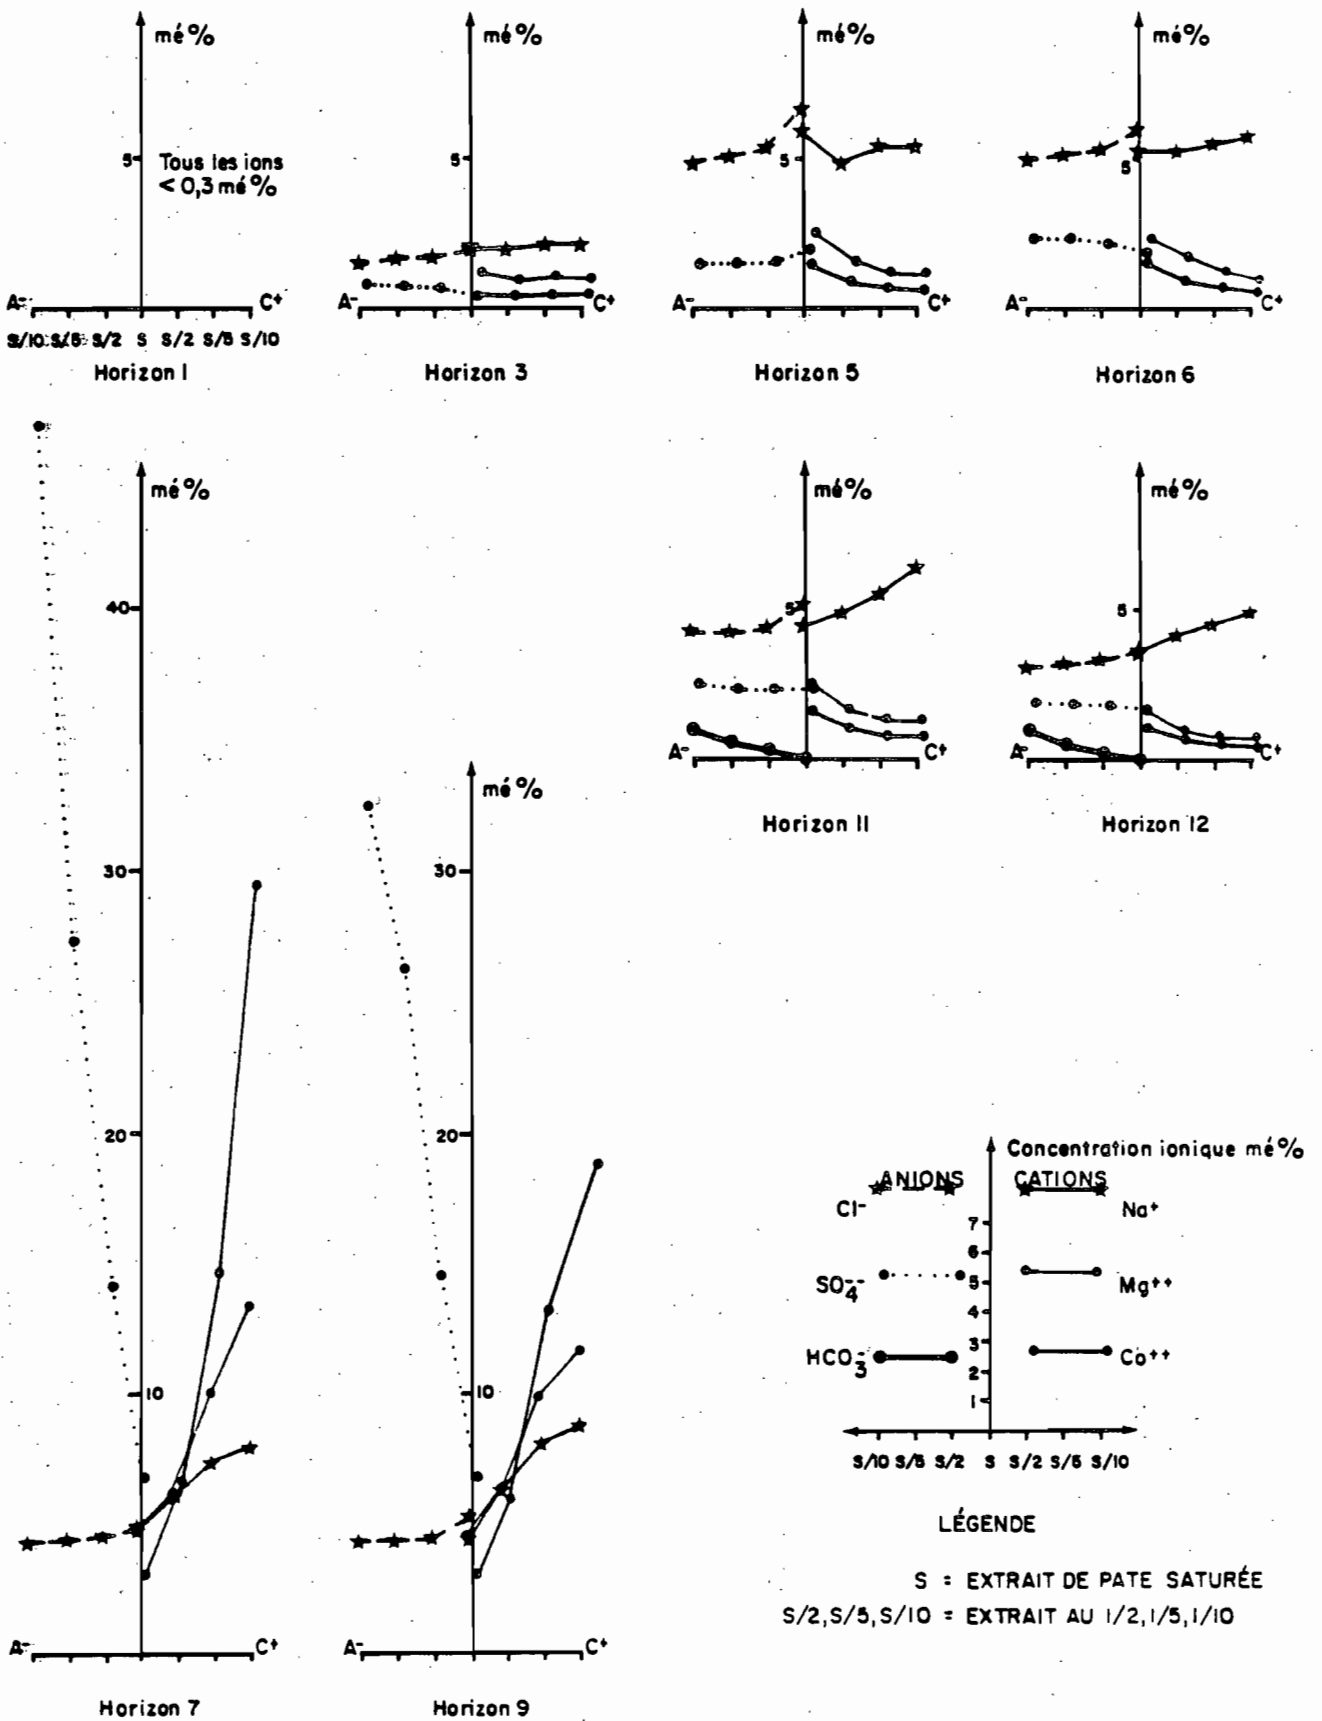 mé%
5
Tous les ions
< 0,3 mé%
A-
C+
S/10 S/5 S/2 S S/2 S/5 S/10
Horizon 1
mé%
5
A-
C+
Horizon 3
mé%
5
A-
C+
Horizon 5
mé%
5
A-
C+
Horizon 6
mé%
40
30
20
10
A-
C+
Horizon 7
mé%
30
20
10
A-
C+
Horizon 9
mé%
5
A-
C+
Horizon 11
mé%
5
A-
C+
Horizon 12
Concentration ionique mé%
ANIONS CATIONS
Cl- Na+
SO4-- Mg++
HCO3- Ca++
7
6
5
4
3
2
1
S/10 S/5 S/2 S S/2 S/5 S/10
LÉGENDE
S = EXTRAIT DE PATE SATURÉE
S/2, S/5, S/10 = EXTRAIT AU 1/2, 1/5, 1/10